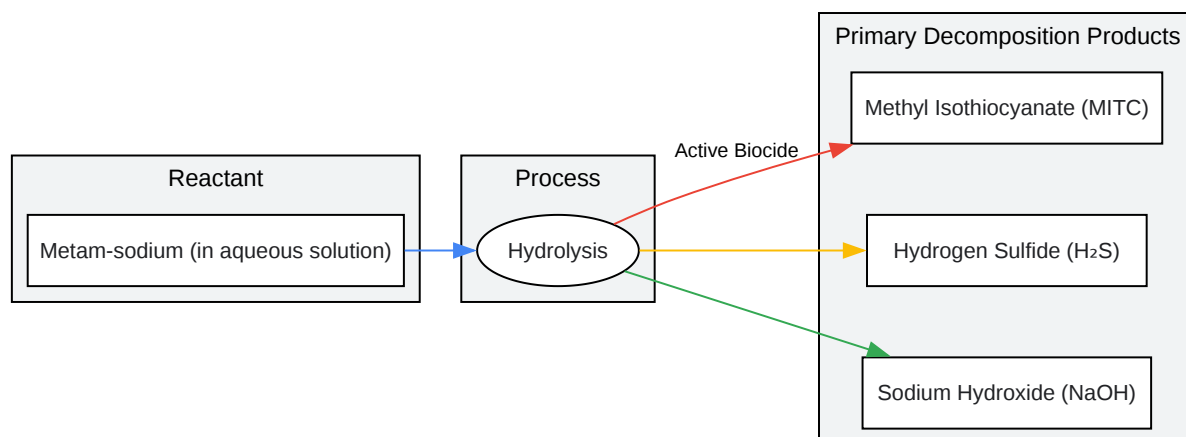 Primary Decomposition Products
Methyl Isothiocyanate (MITC)
Active Biocide
Reactant
Process
Metam-sodium (in aqueous solution)
Hydrolysis
Hydrogen Sulfide (H₂S)
Sodium Hydroxide (NaOH)